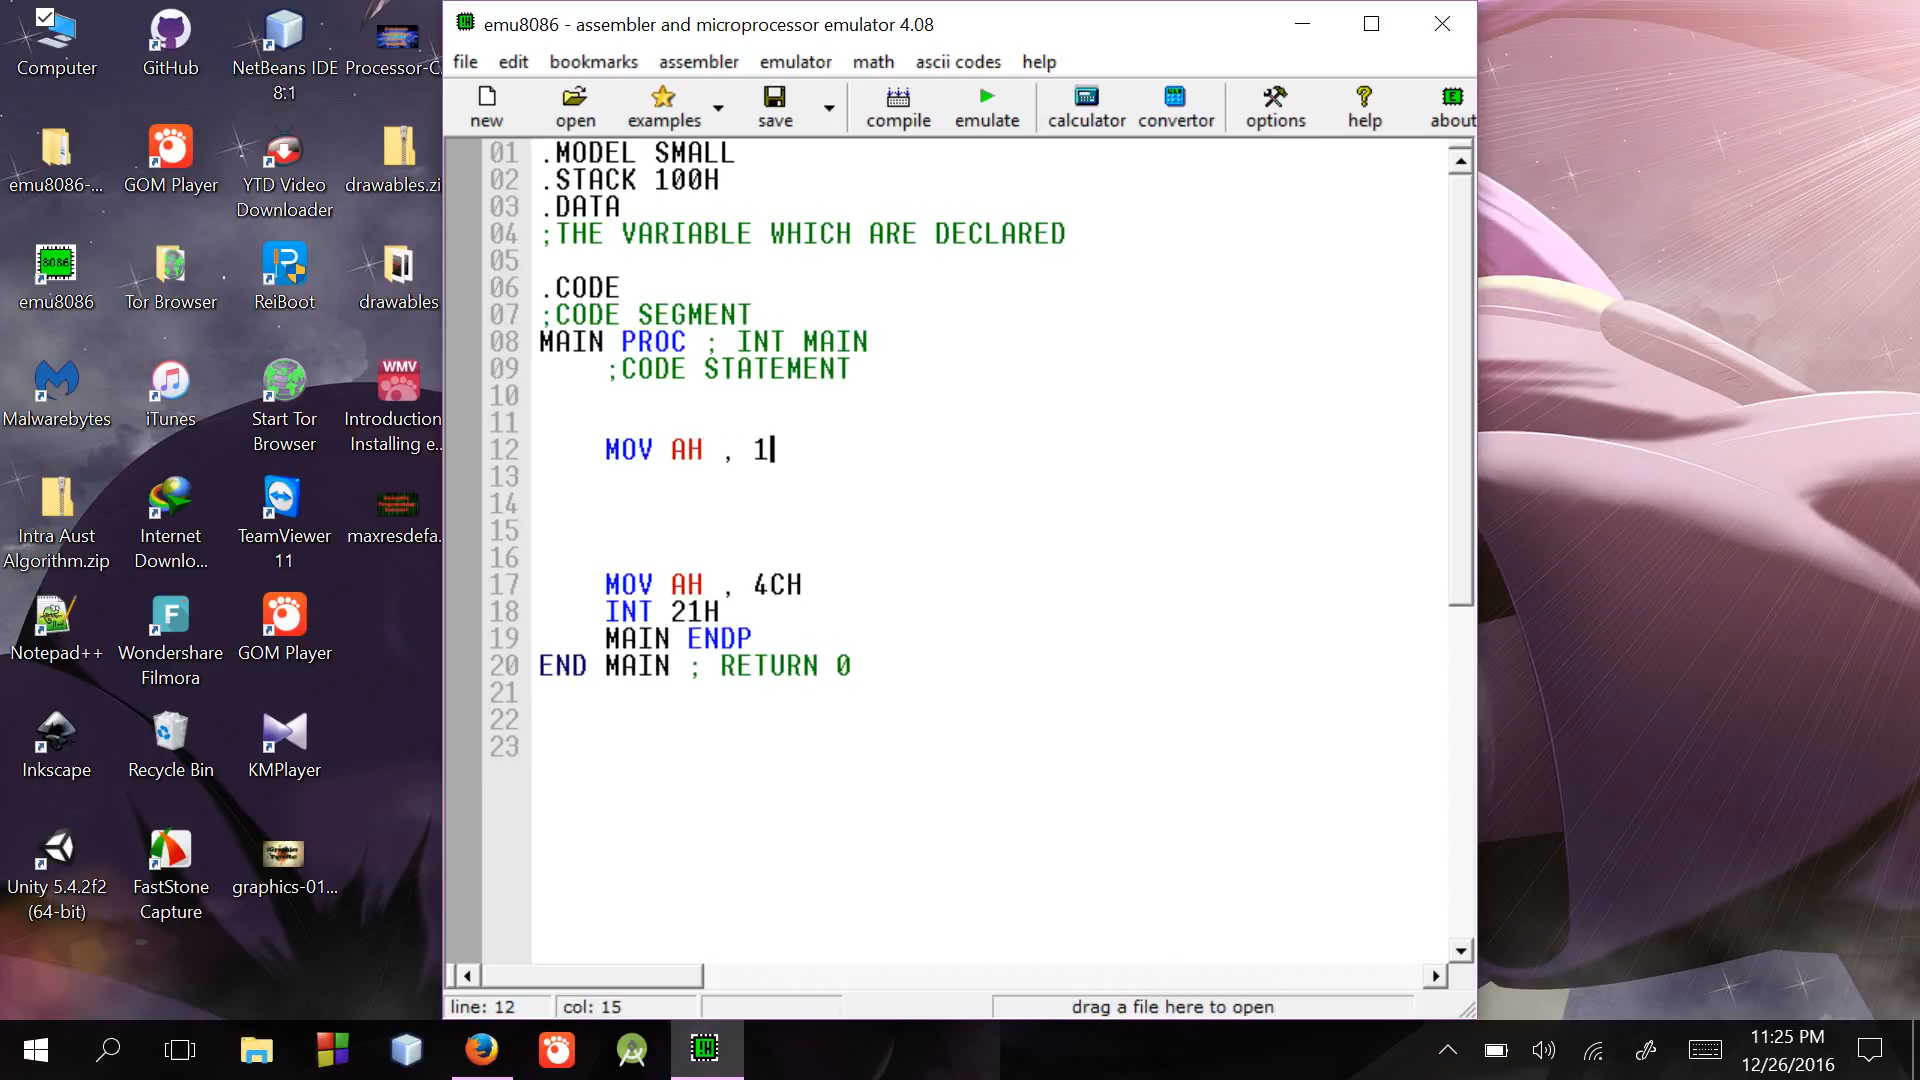 Computer
GitHub
NetBeans IDE
8:1
Processor-C...
emu8086-...
GOM Player
YTD Video
Downloader
drawables.zi
8086
emu8086
Tor Browser
ReiBoot
drawables
Malwarebytes
iTunes
Start Tor
Browser
WMV
Introduction
Installing e...
Intra Aust
Algorithm.zip
Internet
Downlo...
TeamViewer
11
maxresdefa...
Notepad++
F
Wondershare
Filmora
GOM Player
Inkscape
Recycle Bin
KMPlayer
Unity 5.4.2f2
(64-bit)
FastStone
Capture
graphics-01...
emu8086 - assembler and microprocessor emulator 4.08
file edit bookmarks assembler emulator math ascii codes help
new open examples save compile emulate calculator convertor options help about
01 .MODEL SMALL
02 .STACK 100H
03 .DATA
04 ;THE VARIABLE WHICH ARE DECLARED
05
06 .CODE
07 ;CODE SEGMENT
08 MAIN PROC ; INT MAIN
09 ;CODE STATEMENT
10
11
12 MOV AH , 1
13
14
15
16
17 MOV AH , 4CH
18 INT 21H
19 MAIN ENDP
20 END MAIN ; RETURN 0
21
22
23
line: 12 col: 15 drag a file here to open
11:25 PM
12/26/2016